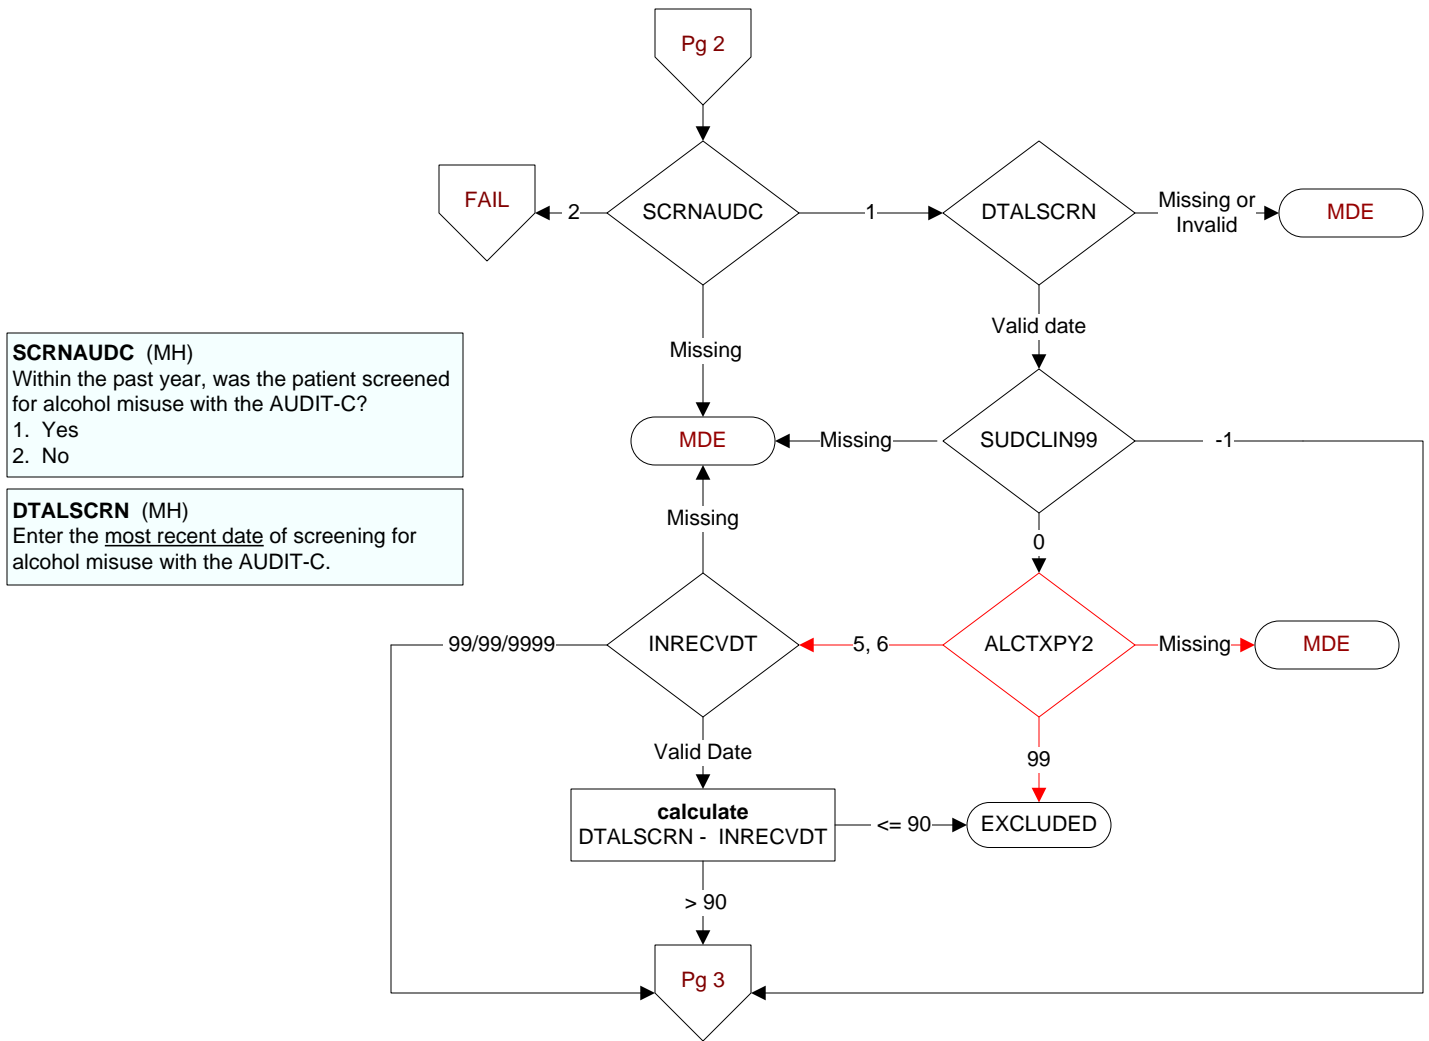 Pg 2
FAIL
2
SCRNAUDC
1
DTALSCRN
Missing or
Invalid
MDE
Valid date
Missing
SCRNAUDC (MH)
Within the past year, was the patient screened
for alcohol misuse with the AUDIT-C?
1. Yes
2. No
MDE
Missing
SUDCLIN99
-1
DTALSCRN (MH)
Enter the most recent date of screening for
alcohol misuse with the AUDIT-C.
Missing
0
99/99/9999
INRECVDT
5, 6
ALCTXPY2
Missing
MDE
Valid Date
99
calculate
DTALSCRN - INRECVDT
<= 90
EXCLUDED
> 90
Pg 3